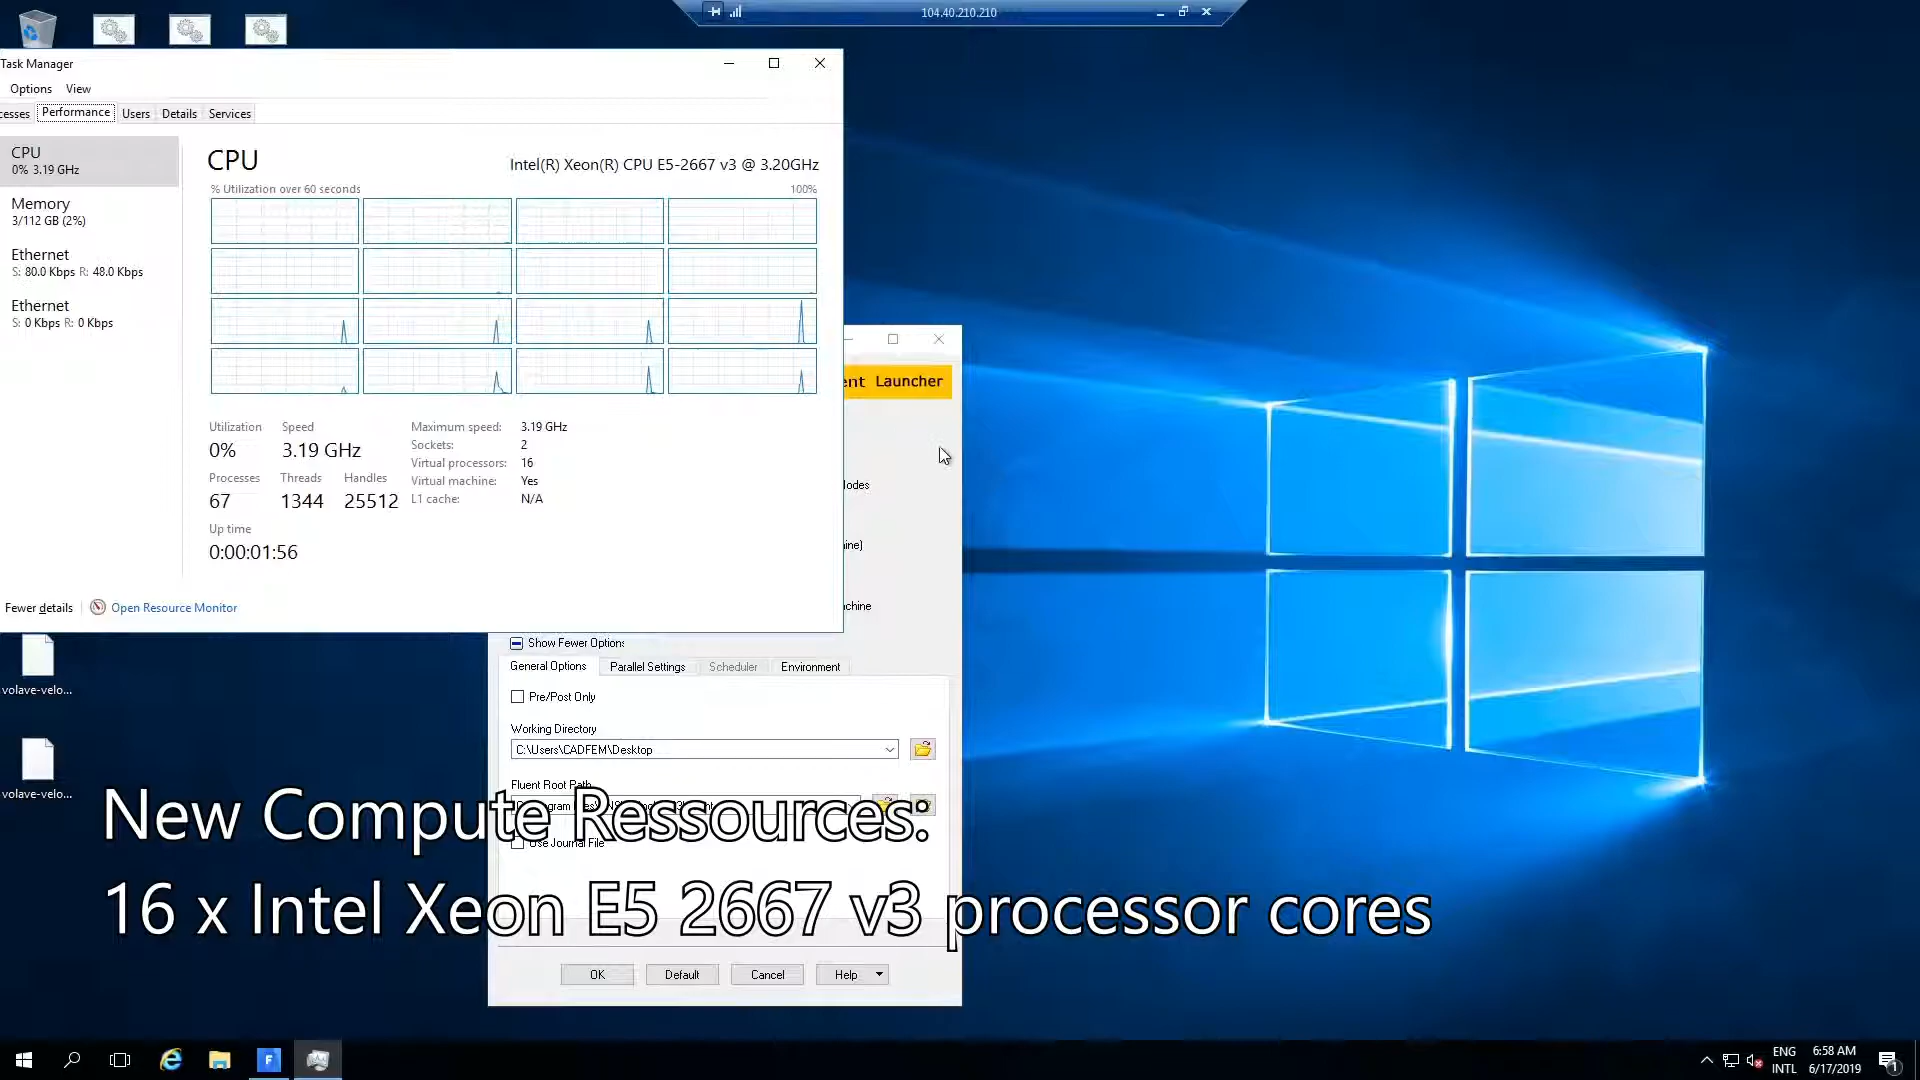 104.40.210.210
Task Manager
Options View
cesses Performance Users Details Services
CPU
0% 3.19 GHz
Memory
3/112 GB (2%)
Ethernet
S: 80.0 Kbps R: 48.0 Kbps
Ethernet
S: 0 Kbps R: 0 Kbps
CPU
Intel(R) Xeon(R) CPU E5-2667 v3 @ 3.20GHz
% Utilization over 60 seconds 100%
Utilization Speed
0% 3.19 GHz
Processes Threads Handles
67 1344 25512
Up time
0:00:01:56
Maximum speed: 3.19 GHz
Sockets: 2
Virtual processors: 16
Virtual machine: Yes
L1 cache: N/A
Fewer details Open Resource Monitor
ent Launcher
lodes
ine)
chine
Show Fewer Options
General Options Parallel Settings Scheduler Environment
Pre/Post Only
Working Directory
C:\Users\CADFEM\Desktop
Fluent Root Path
Use Journal File
OK Default Cancel Help
volave-velo...
volave-velo...
New Compute Ressources:
16 x Intel Xeon E5 2667 v3 processor cores
ENG 6:58 AM
INTL 6/17/2019
1